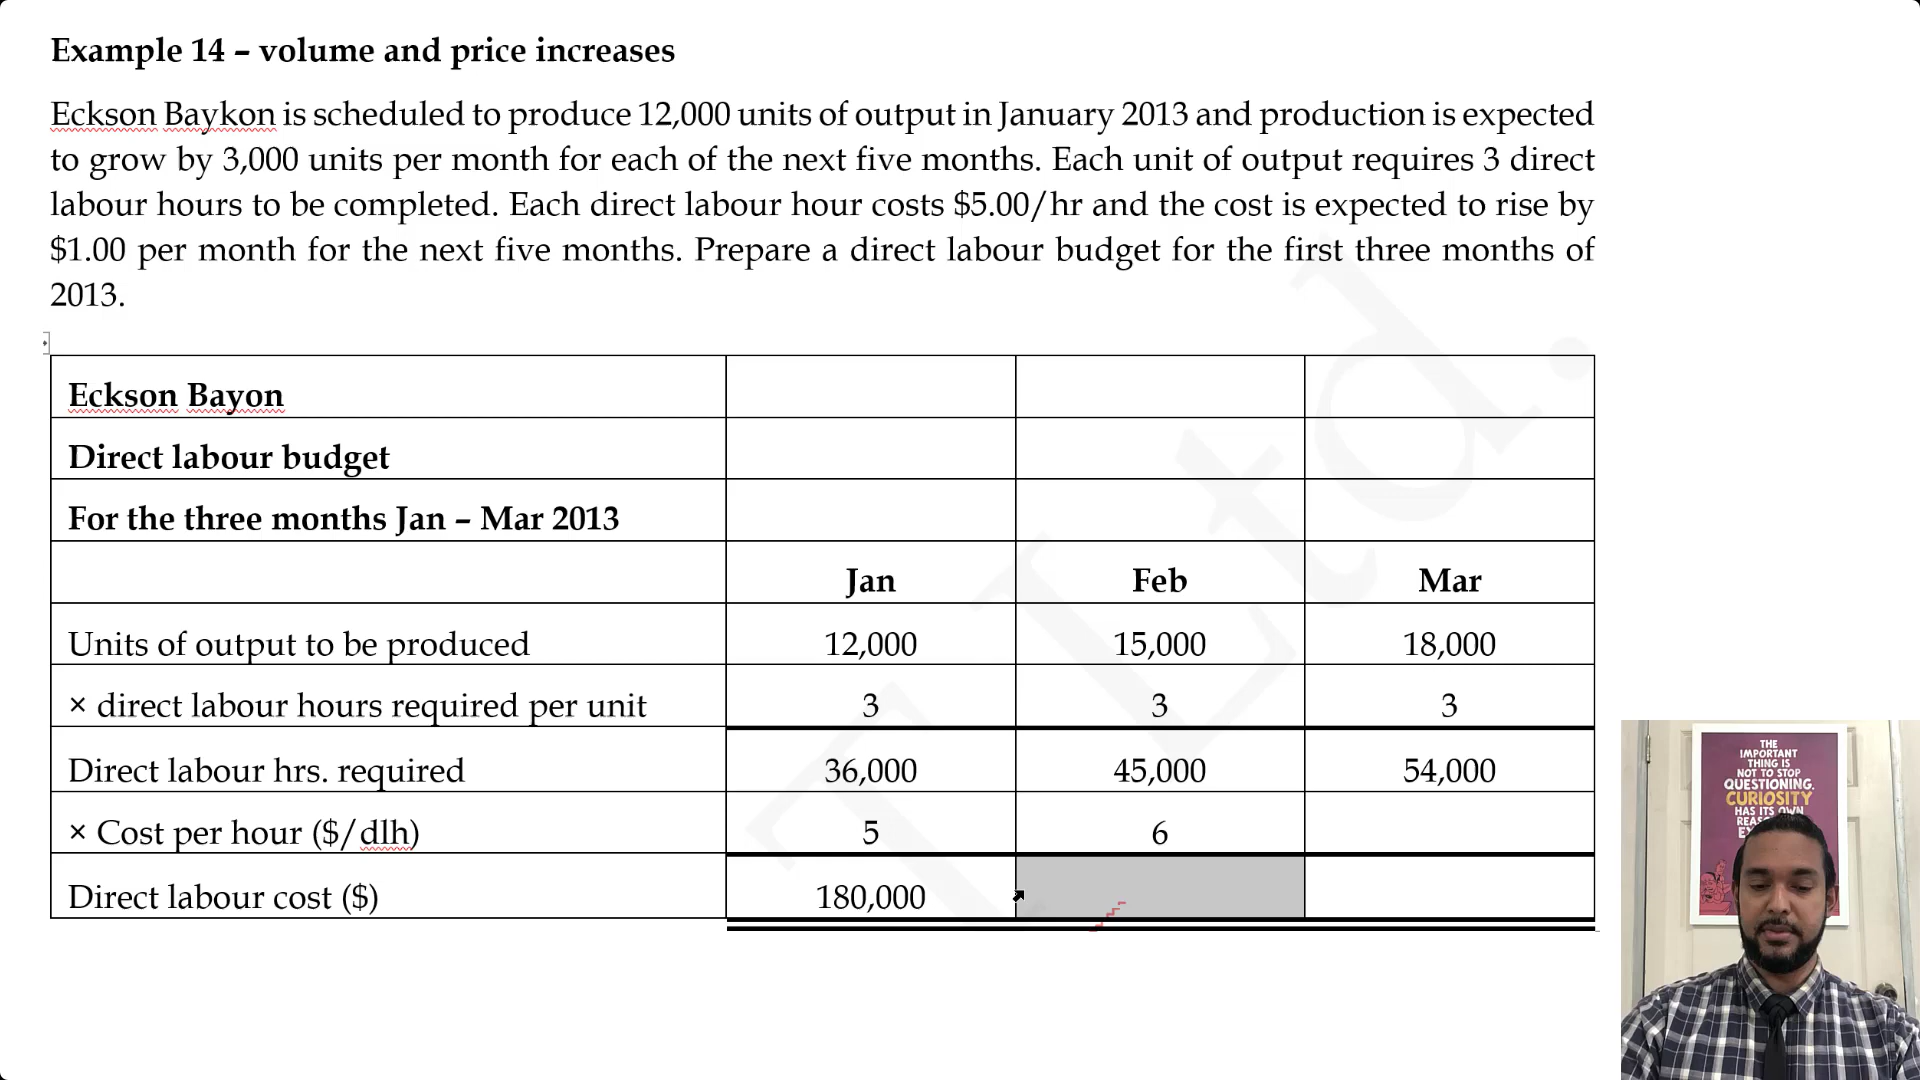 Example 14 – volume and price increases
Eckson Baykon is scheduled to produce 12,000 units of output in January 2013 and production is expected
to grow by 3,000 units per month for each of the next five months. Each unit of output requires 3 direct
labour hours to be completed. Each direct labour hour costs $5.00/hr and the cost is expected to rise by
$1.00 per month for the next five months. Prepare a direct labour budget for the first three months of
2013.
Eckson Bayon
Direct labour budget
For the three months Jan – Mar 2013
Jan Feb Mar
Units of output to be produced 12,000 15,000 18,000
× direct labour hours required per unit 3 3 3
Direct labour hrs. required 36,000 45,000 54,000
× Cost per hour ($/dlh) 5 6
Direct labour cost ($) 180,000
T Ltd.
THE
IMPORTANT
THING IS
NOT TO STOP
QUESTIONING.
CURIOSITY
HAS ITS OWN